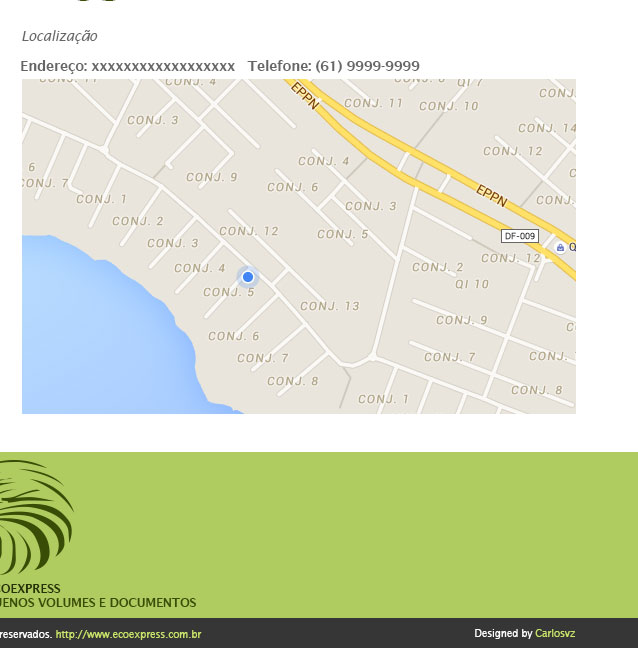 Localização
Endereço: xxxxxxxxxxxxxxxxxx Telefone: (61) 9999-9999
CONJ. 4
QI 7
CONJ.
EPPN
CONJ. 11
CONJ. 10
CONJ. 3
CONJ. 14
CONJ. 12
CONJ. 4
6
CONJ. 9
CONJ. 7
CONJ. 6
EPPN
CONJ. 1
CONJ. 3
CONJ. 2
CONJ. 12
CONJ. 5
DF-009
CONJ. 3
Q
CONJ. 12
CONJ. 4
CONJ. 2
CONJ. 5
QI 10
CONJ. 13
CONJ. 9
CONJ. 6
CONJ. 7
CONJ. 7
CONJ.
CONJ. 8
CONJ. 8
CONJ. 1
COEXPRESS
UENOS VOLUMES E DOCUMENTOS
reservados. http://www.ecoexpress.com.br
Designed by Carlosvz